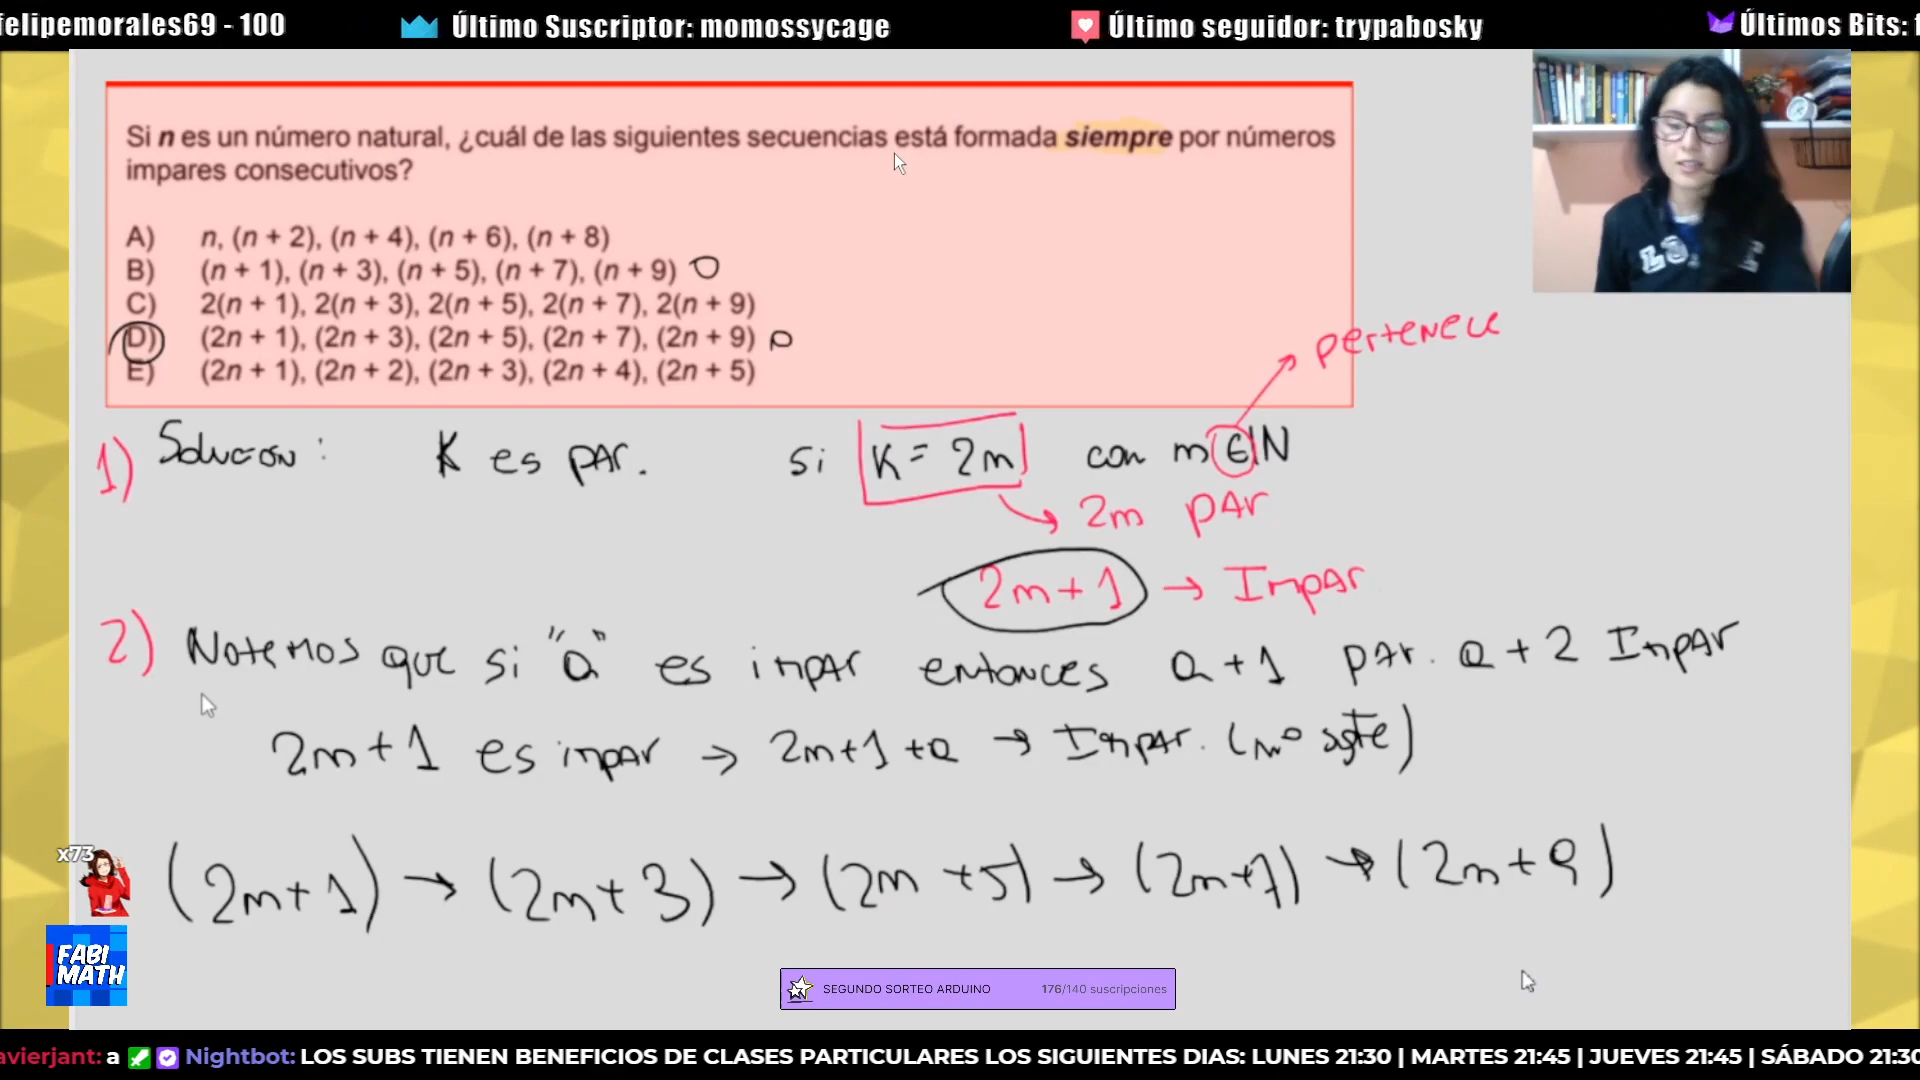 felipemorales69 - 100 Último Suscriptor: momossycage Último seguidor: trypabosky Últimos Bits: f
Si n es un número natural, ¿cuál de las siguientes secuencias está formada siempre por números
impares consecutivos?
A) n, (n + 2), (n + 4), (n + 6), (n + 8)
B) (n + 1), (n + 3), (n + 5), (n + 7), (n + 9)
C) 2(n + 1), 2(n + 3), 2(n + 5), 2(n + 7), 2(n + 9)
D) (2n + 1), (2n + 3), (2n + 5), (2n + 7), (2n + 9)
E) (2n + 1), (2n + 2), (2n + 3), (2n + 4), (2n + 5)
pertenece
1) Solución: K es par. si K = 2m con m ∈ IN
2m par
2m+1 → Impar
2) Notemos que si "a" es impar entonces a+1 par. a+2 Impar
2m+1 es impar → 2m+1+2 → Impar. (no sgte)
(2m+1) → (2m+3) → (2m+5) → (2m+7) → (2m+9)
x73
FABI
MATH
SEGUNDO SORTEO ARDUINO 176/140 suscripciones
avierjant: a Nightbot: LOS SUBS TIENEN BENEFICIOS DE CLASES PARTICULARES LOS SIGUIENTES DIAS: LUNES 21:30 | MARTES 21:45 | JUEVES 21:45 | SÁBADO 21:30